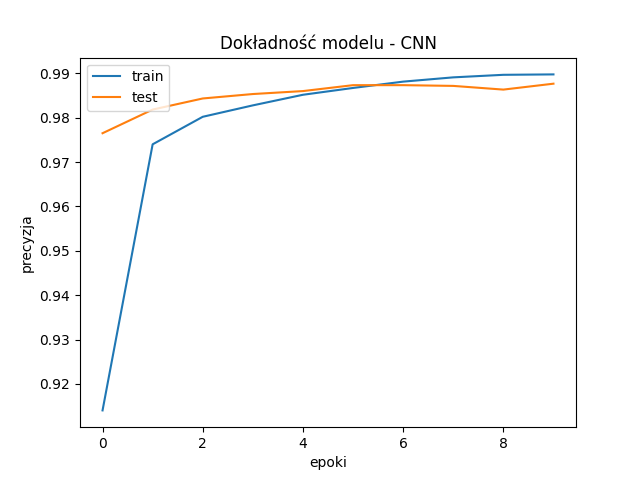 Dokładność modelu - CNN
train
test
precyzja
0.99
0.98
0.97
0.96
0.95
0.94
0.93
0.92
0
2
4
6
8
epoki